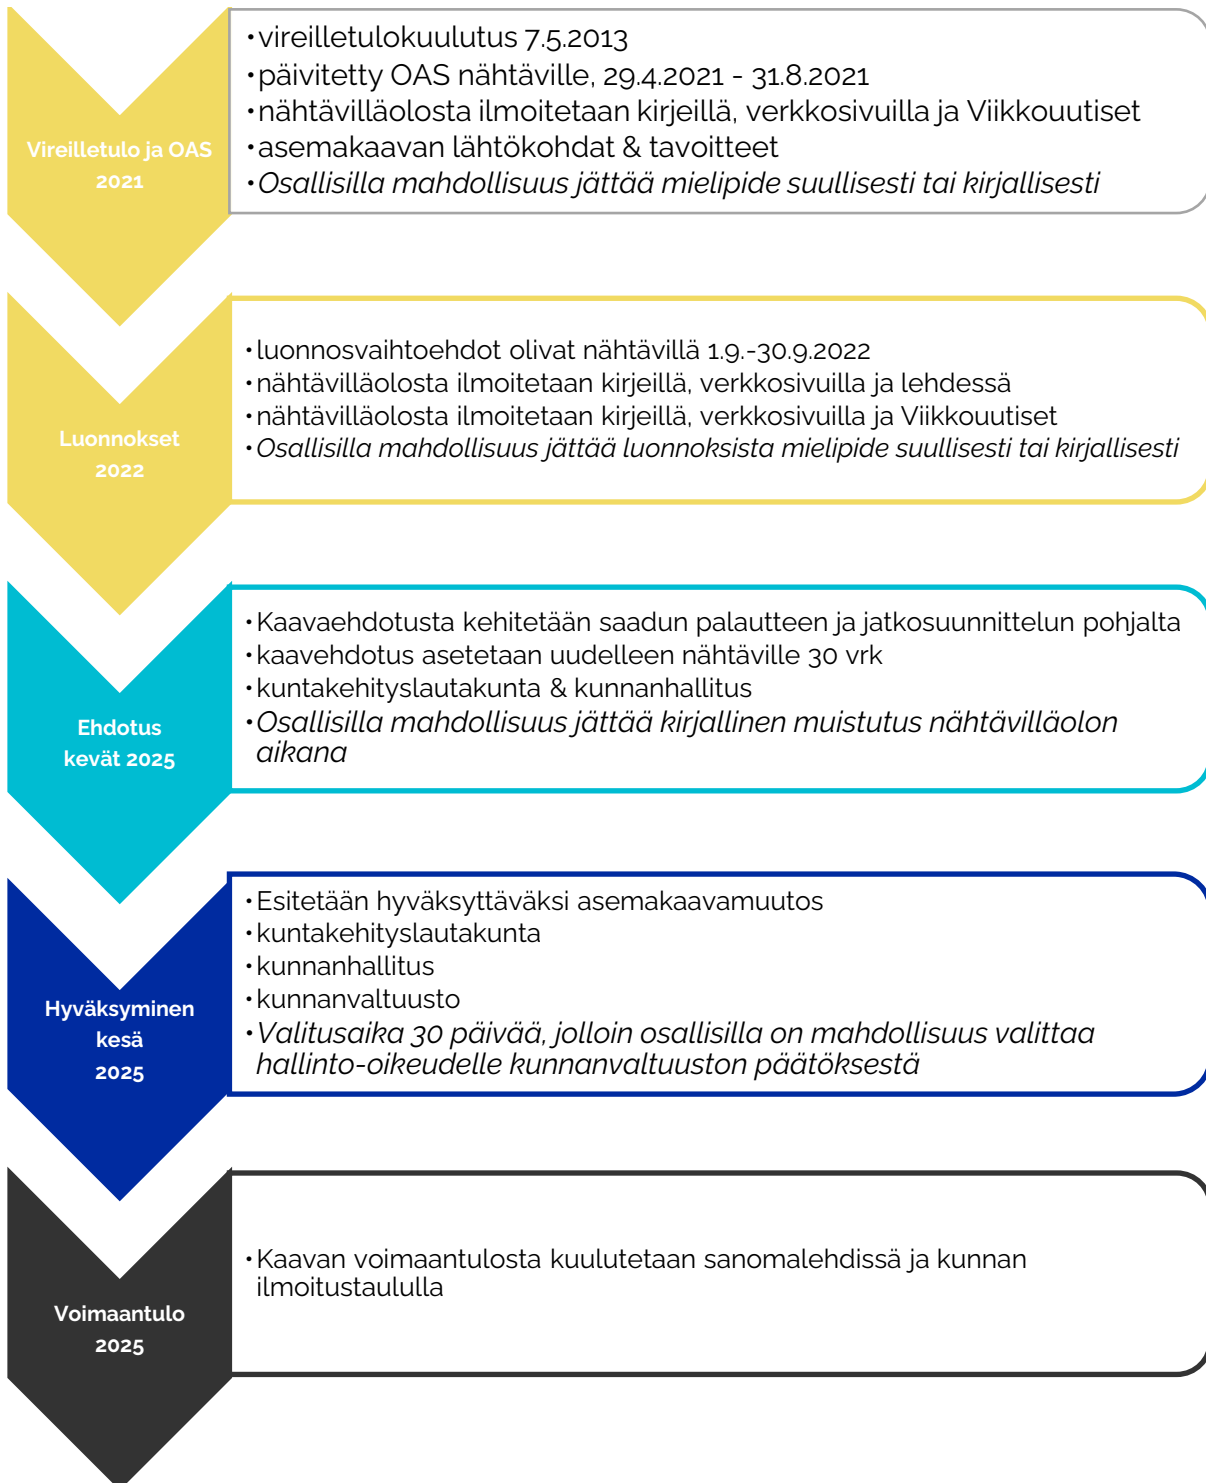 Vireilletulo ja OAS
2021
•vireilletulokuulutus 7.5.2013
•päivitetty OAS nähtäville, 29.4.2021 - 31.8.2021
•nähtävilläolosta ilmoitetaan kirjeillä, verkkosivuilla ja Viikkouutiset
•asemakaavan lähtökohdat & tavoitteet
•Osallisilla mahdollisuus jättää mielipide suullisesti tai kirjallisesti
Luonnokset
2022
•luonnosvaihtoehdot olivat nähtävillä 1.9.-30.9.2022
•nähtävilläolosta ilmoitetaan kirjeillä, verkkosivuilla ja lehdessä
•nähtävilläolosta ilmoitetaan kirjeillä, verkkosivuilla ja Viikkouutiset
•Osallisilla mahdollisuus jättää luonnoksista mielipide suullisesti tai kirjallisesti
Ehdotus
kevät 2025
•Kaavaehdotusta kehitetään saadun palautteen ja jatkosuunnittelun pohjalta
•kaavehdotus asetetaan uudelleen nähtäville 30 vrk
•kuntakehityslautakunta & kunnanhallitus
•Osallisilla mahdollisuus jättää kirjallinen muistutus nähtävilläolon
aikana
Hyväksyminen
kesä
2025
•Esitetään hyväksyttäväksi asemakaavamuutos
•kuntakehityslautakunta
•kunnanhallitus
•kunnanvaltuusto
•Valitusaika 30 päivää, jolloin osallisilla on mahdollisuus valittaa
hallinto-oikeudelle kunnanvaltuuston päätöksestä
Voimaantulo
2025
•Kaavan voimaantulosta kuulutetaan sanomalehdissä ja kunnan
ilmoitustaululla